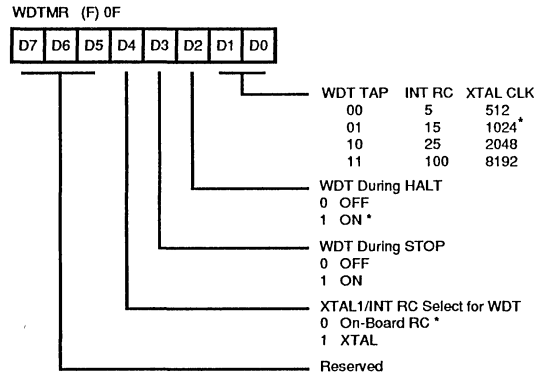 WDTMR (F) 0F
D7 D6 D5 D4 D3 D2 D1 D0
WDT TAP INT RC XTAL CLK
00 5 512
01 15 1024*
10 25 2048
11 100 8192
WDT During HALT
0 OFF
1 ON *
WDT During STOP
0 OFF
1 ON
XTAL1/INT RC Select for WDT
0 On-Board RC *
1 XTAL
Reserved